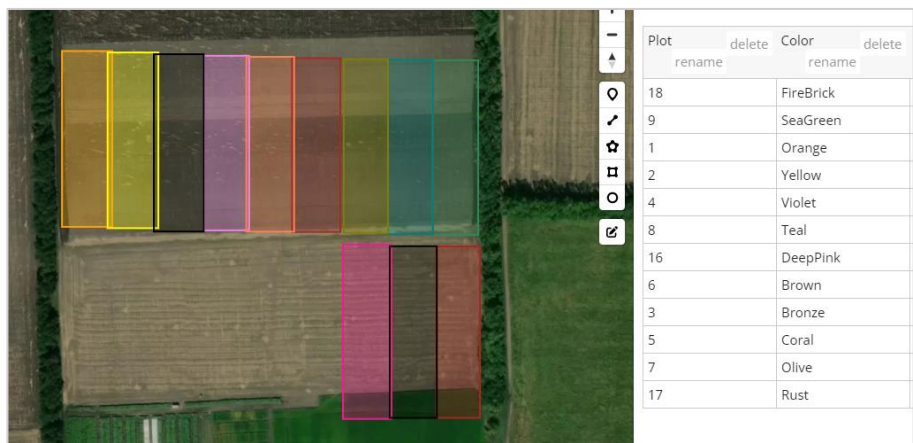 Plot delete Color delete
rename rename
18 FireBrick
9 SeaGreen
1 Orange
2 Yellow
4 Violet
8 Teal
16 DeepPink
6 Brown
3 Bronze
5 Coral
7 Olive
17 Rust